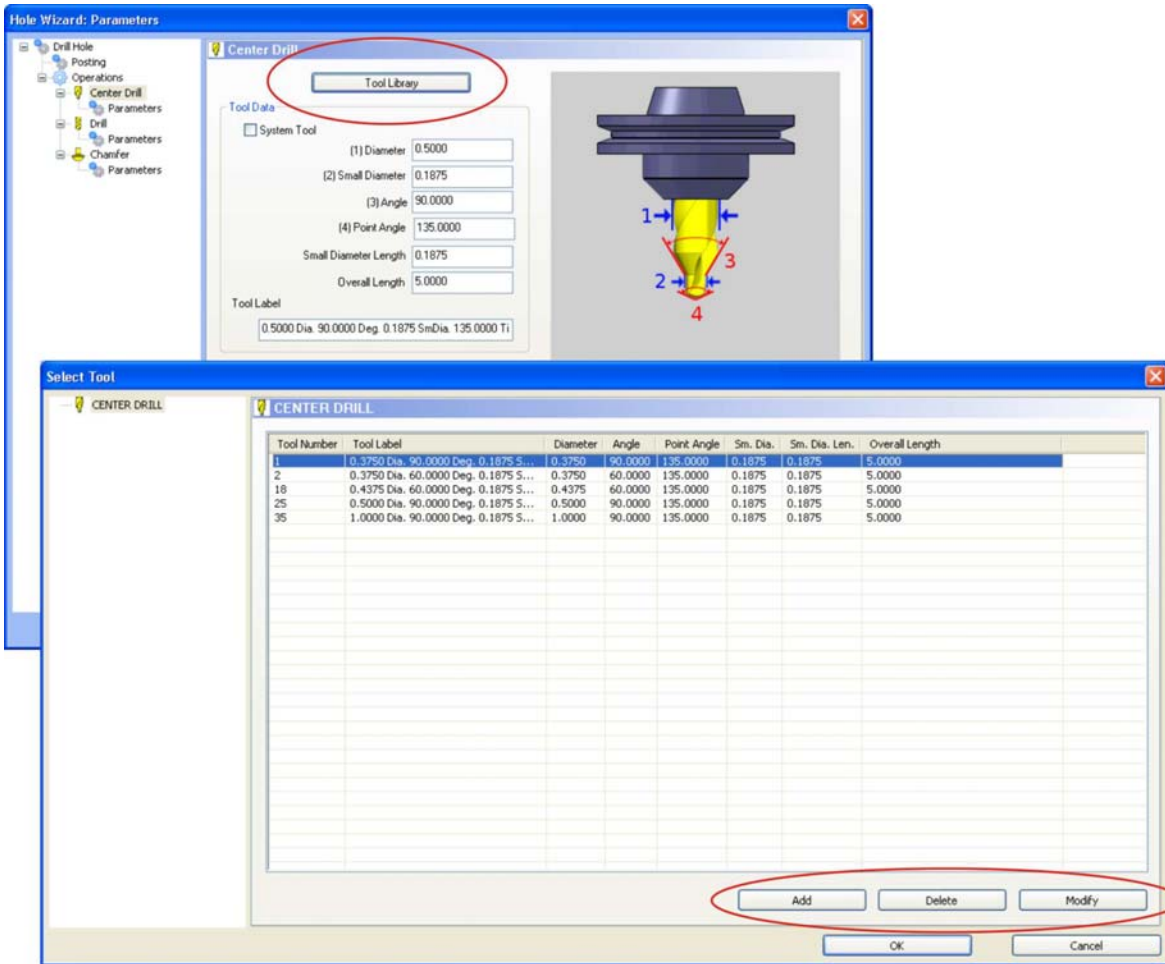 Hole Wizard: Parameters
Drill Hole
Posting
Operations
Center Drill
Parameters
Drill
Parameters
Chamfer
Parameters
Center Drill
Tool Library
Tool Data
System Tool
(1) Diameter 0.5000
(2) Small Diameter 0.1875
(3) Angle 90.0000
(4) Point Angle 135.0000
Small Diameter Length 0.1875
Overall Length 5.0000
Tool Label
0.5000 Dia. 90.0000 Deg. 0.1875 SmDia. 135.0000 Ti
1
2
3
4
Select Tool
CENTER DRILL
CENTER DRILL
Tool Number Tool Label Diameter Angle Point Angle Sm. Dia. Sm. Dia. Len. Overall Length
1 0.3750 Dia. 90.0000 Deg. 0.1875 S... 0.3750 90.0000 135.0000 0.1875 0.1875 5.0000
2 0.3750 Dia. 60.0000 Deg. 0.1875 S... 0.3750 60.0000 135.0000 0.1875 0.1875 5.0000
18 0.4375 Dia. 60.0000 Deg. 0.1875 S... 0.4375 60.0000 135.0000 0.1875 0.1875 5.0000
25 0.5000 Dia. 90.0000 Deg. 0.1875 S... 0.5000 90.0000 135.0000 0.1875 0.1875 5.0000
35 1.0000 Dia. 90.0000 Deg. 0.1875 S... 1.0000 90.0000 135.0000 0.1875 0.1875 5.0000
Add Delete Modify
OK Cancel